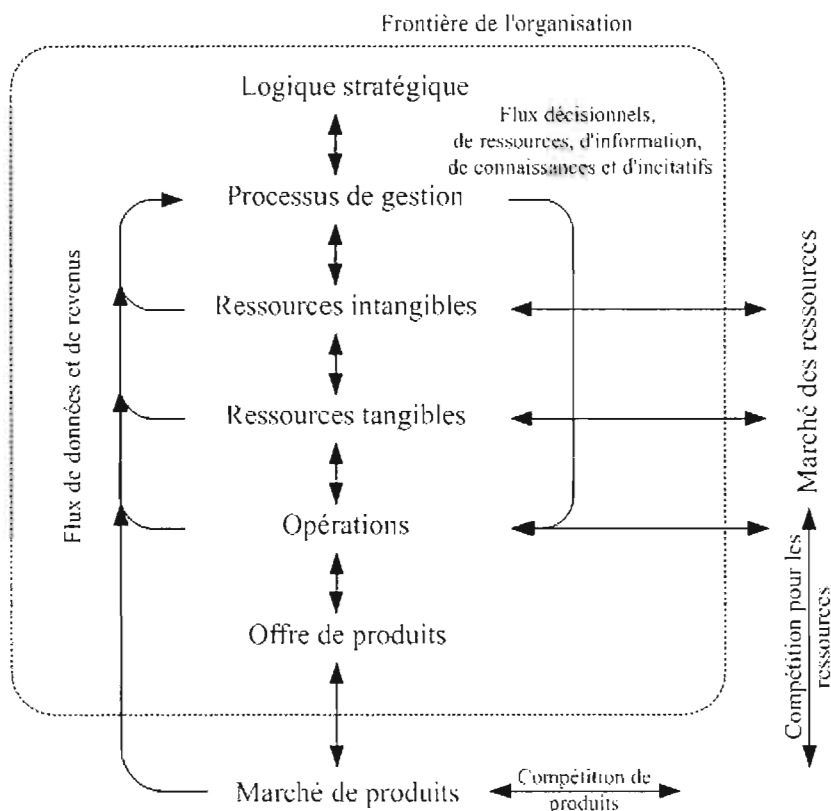 Frontière de l'organisation
Logique stratégique
Flux décisionnels,
de ressources, d'information,
de connaissances et d'incitatifs
Processus de gestion
Ressources intangibles
Ressources tangibles
Opérations
Offre de produits
Marché de produits
Flux de données et de revenus
Marché des ressources
Compétition pour les
ressources
Compétition de
produits